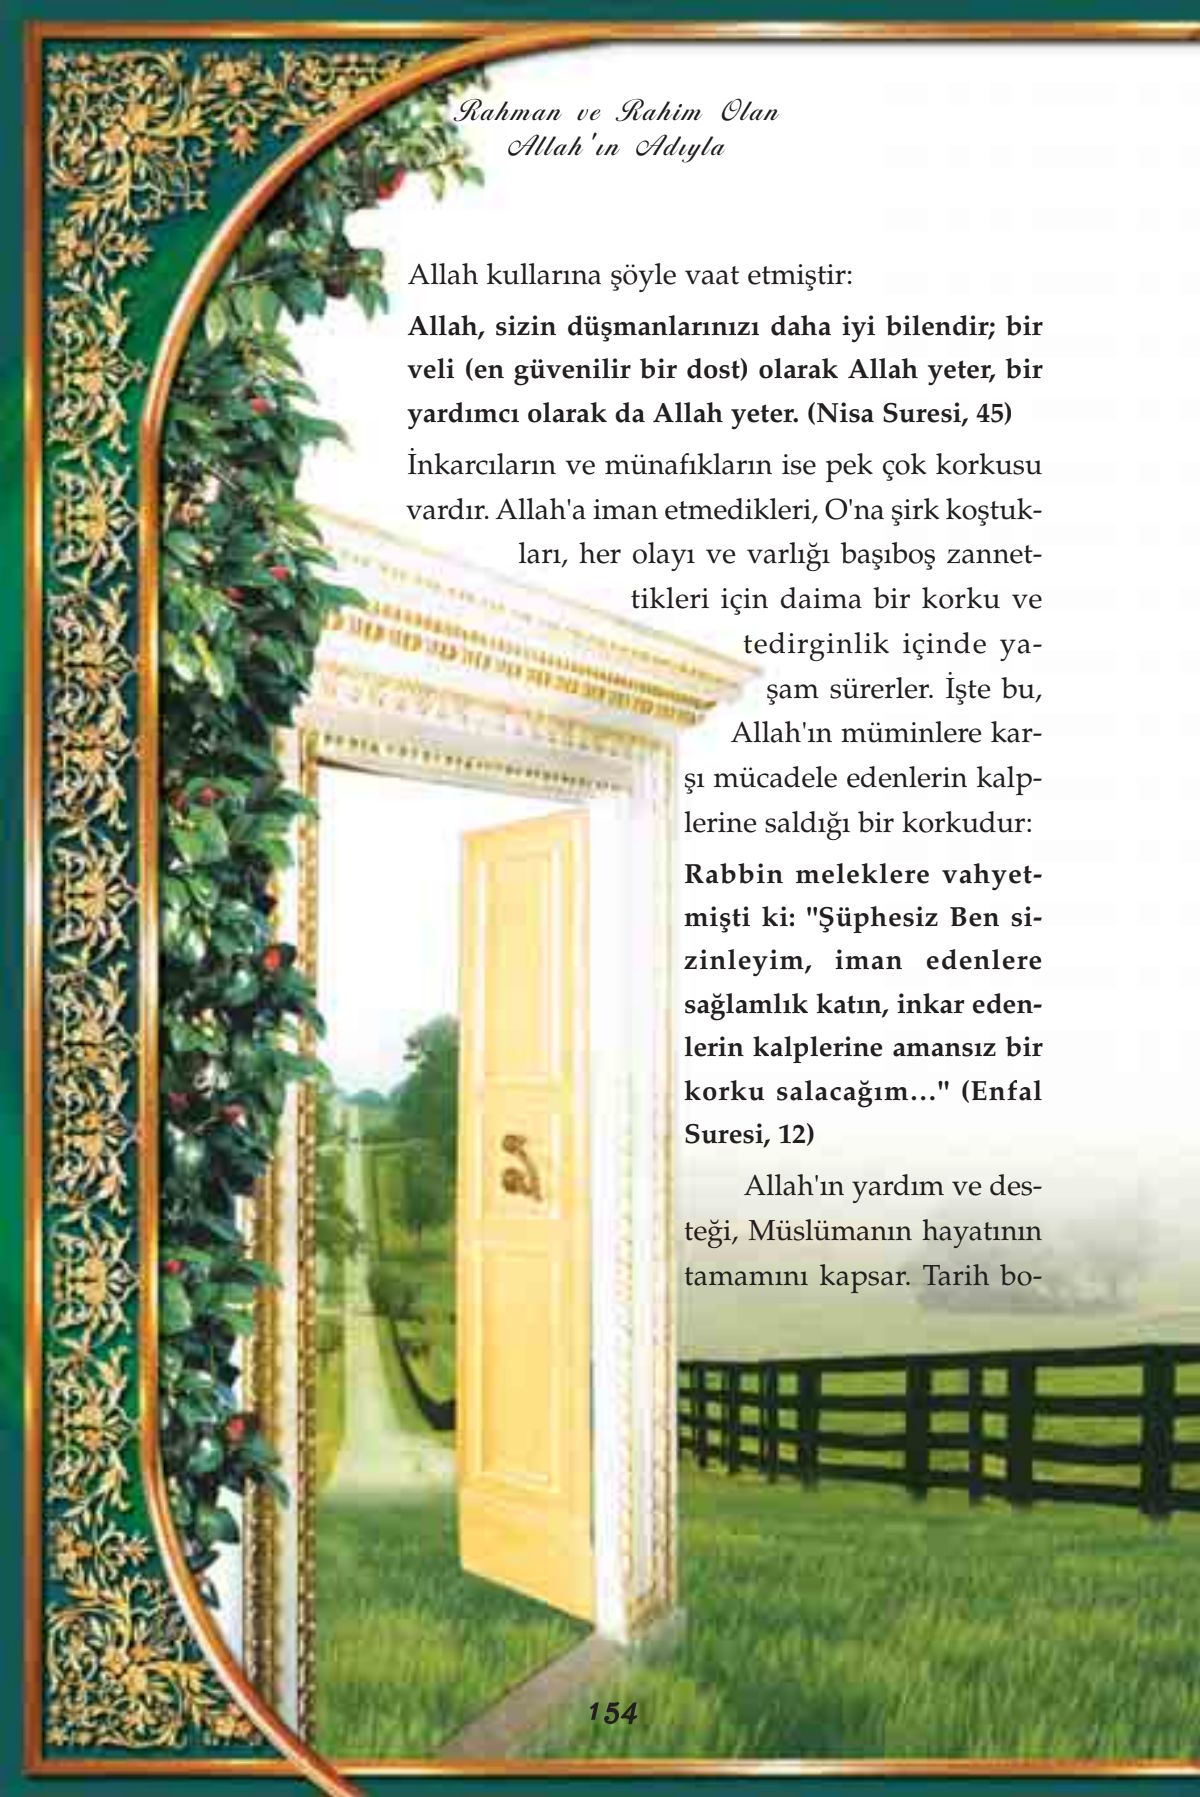 Rahman ve Rahim Olan
Allah'ın Adıyla
Allah kullarına şöyle vaat etmiştir:
Allah, sizin düşmanlarınızı daha iyi bilendir; bir
veli (en güvenilir bir dost) olarak Allah yeter, bir
yardımcı olarak da Allah yeter. (Nisa Suresi, 45)
İnkarcıların ve münafıkların ise pek çok korkusu
vardır. Allah'a iman etmedikleri, O'na şirk koştuk-
ları, her olayı ve varlığı başıboş zannet-
tikleri için daima bir korku ve
tedirginlik içinde ya-
şam sürerler. İşte bu,
Allah'ın müminlere kar-
şı mücadele edenlerin kalp-
lerine saldığı bir korkudur:
Rabbin meleklere vahyet-
mişti ki: "Şüphesiz Ben si-
zinleyim, iman edenlere
sağlamlık katın, inkar eden-
lerin kalplerine amansız bir
korku salacağım..." (Enfal
Suresi, 12)
Allah'ın yardım ve des-
teği, Müslümanın hayatının
tamamını kapsar. Tarih bo-
154